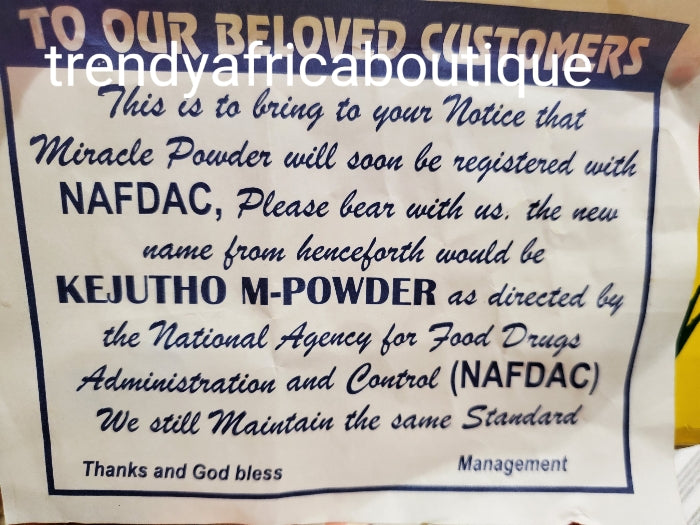 TO OUR BELOVED CUSTOMERS
trendyafricaboutique
This is to bring to your Notice that
Miracle Powder will soon be registered with
NAFDAC, Please bear with us. the new
name from henceforth would be
KEJUTHO M-POWDER as directed by
the National Agency for Food Drugs
Administration and Control (NAFDAC)
We still Maintain the same Standard
Thanks and God bless
Management